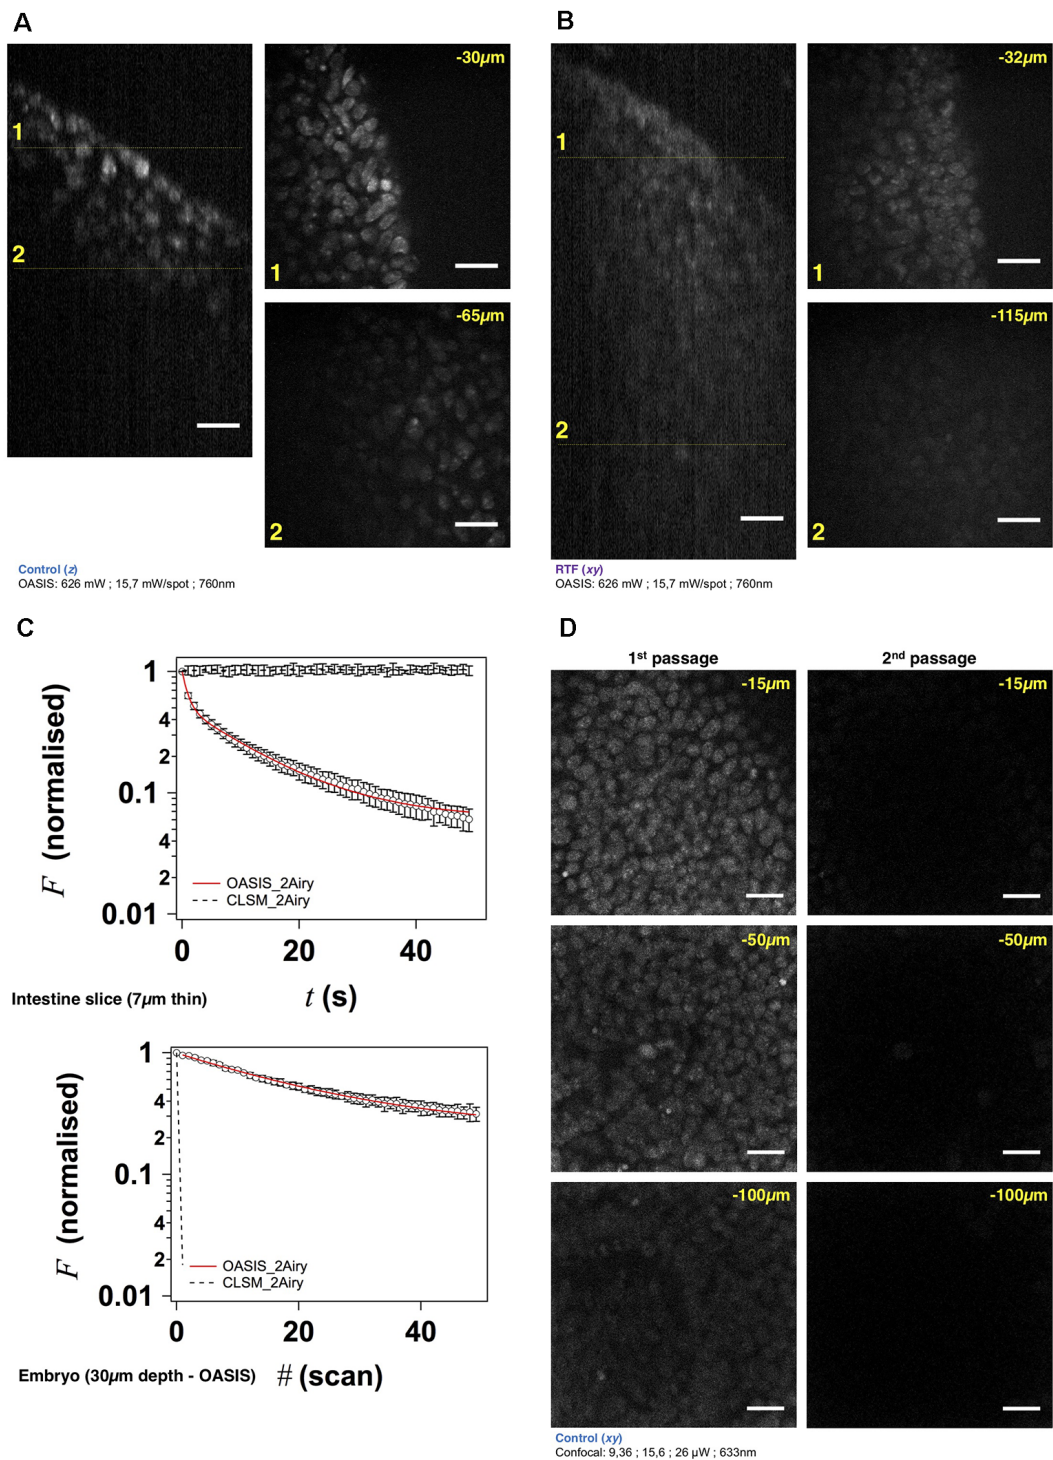 A
1
2
-30µm
1
-65µm
2
Control (z)
OASIS: 626 mW ; 15,7 mW/spot ; 760nm
B
1
2
-32µm
1
-115µm
2
RTF (xy)
OASIS: 626 mW ; 15,7 mW/spot ; 760nm
C
F (normalised)
1
4
2
0.1
4
2
0.01
OASIS_2Airy
CLSM_2Airy
0 20 40
Intestine slice (7µm thin)
t (s)
F (normalised)
1
4
2
0.1
4
2
0.01
OASIS_2Airy
CLSM_2Airy
0 20 40
Embryo (30µm depth - OASIS)
# (scan)
D
1st passage
2nd passage
-15µm
-15µm
-50µm
-50µm
-100µm
-100µm
Control (xy)
Confocal: 9,36 ; 15,6 ; 26 µW ; 633nm